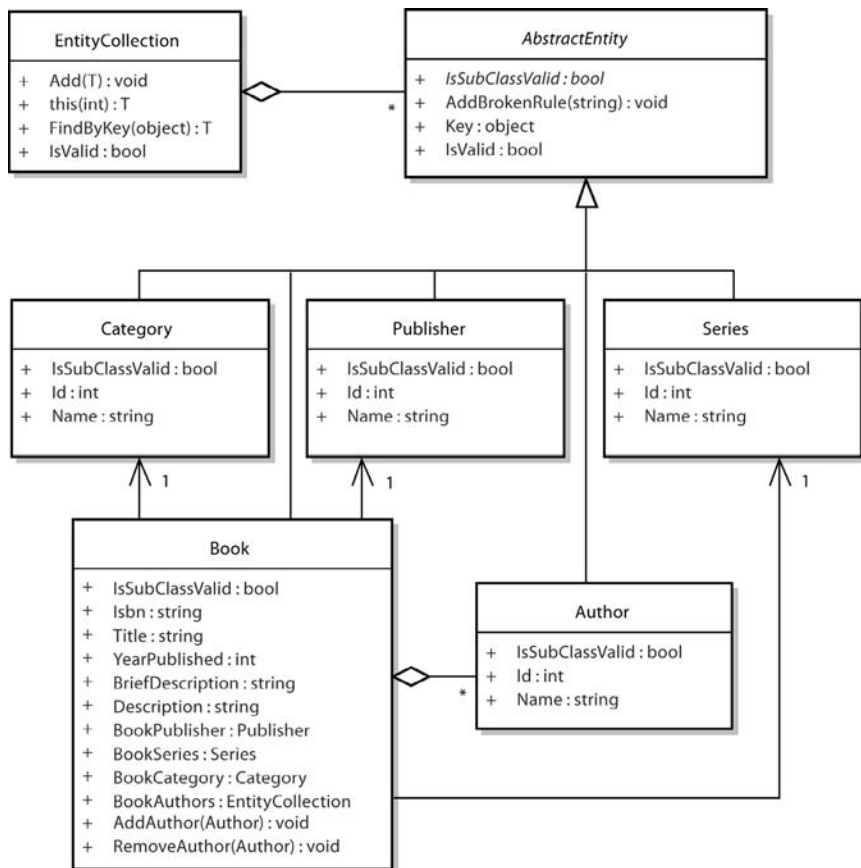 EntityCollection
+ Add(T) : void
+ this(int) : T
+ FindByKey(object) : T
+ IsValid : bool
*
AbstractEntity
+ IsSubClassValid : bool
+ AddBrokenRule(string) : void
+ Key : object
+ IsValid : bool
Category
+ IsSubClassValid : bool
+ Id : int
+ Name : string
Publisher
+ IsSubClassValid : bool
+ Id : int
+ Name : string
Series
+ IsSubClassValid : bool
+ Id : int
+ Name : string
1
1
1
Book
+ IsSubClassValid : bool
+ Isbn : string
+ Title : string
+ YearPublished : int
+ BriefDescription : string
+ Description : string
+ BookPublisher : Publisher
+ BookSeries : Series
+ BookCategory : Category
+ BookAuthors : EntityCollection
+ AddAuthor(Author) : void
+ RemoveAuthor(Author) : void
*
Author
+ IsSubClassValid : bool
+ Id : int
+ Name : string